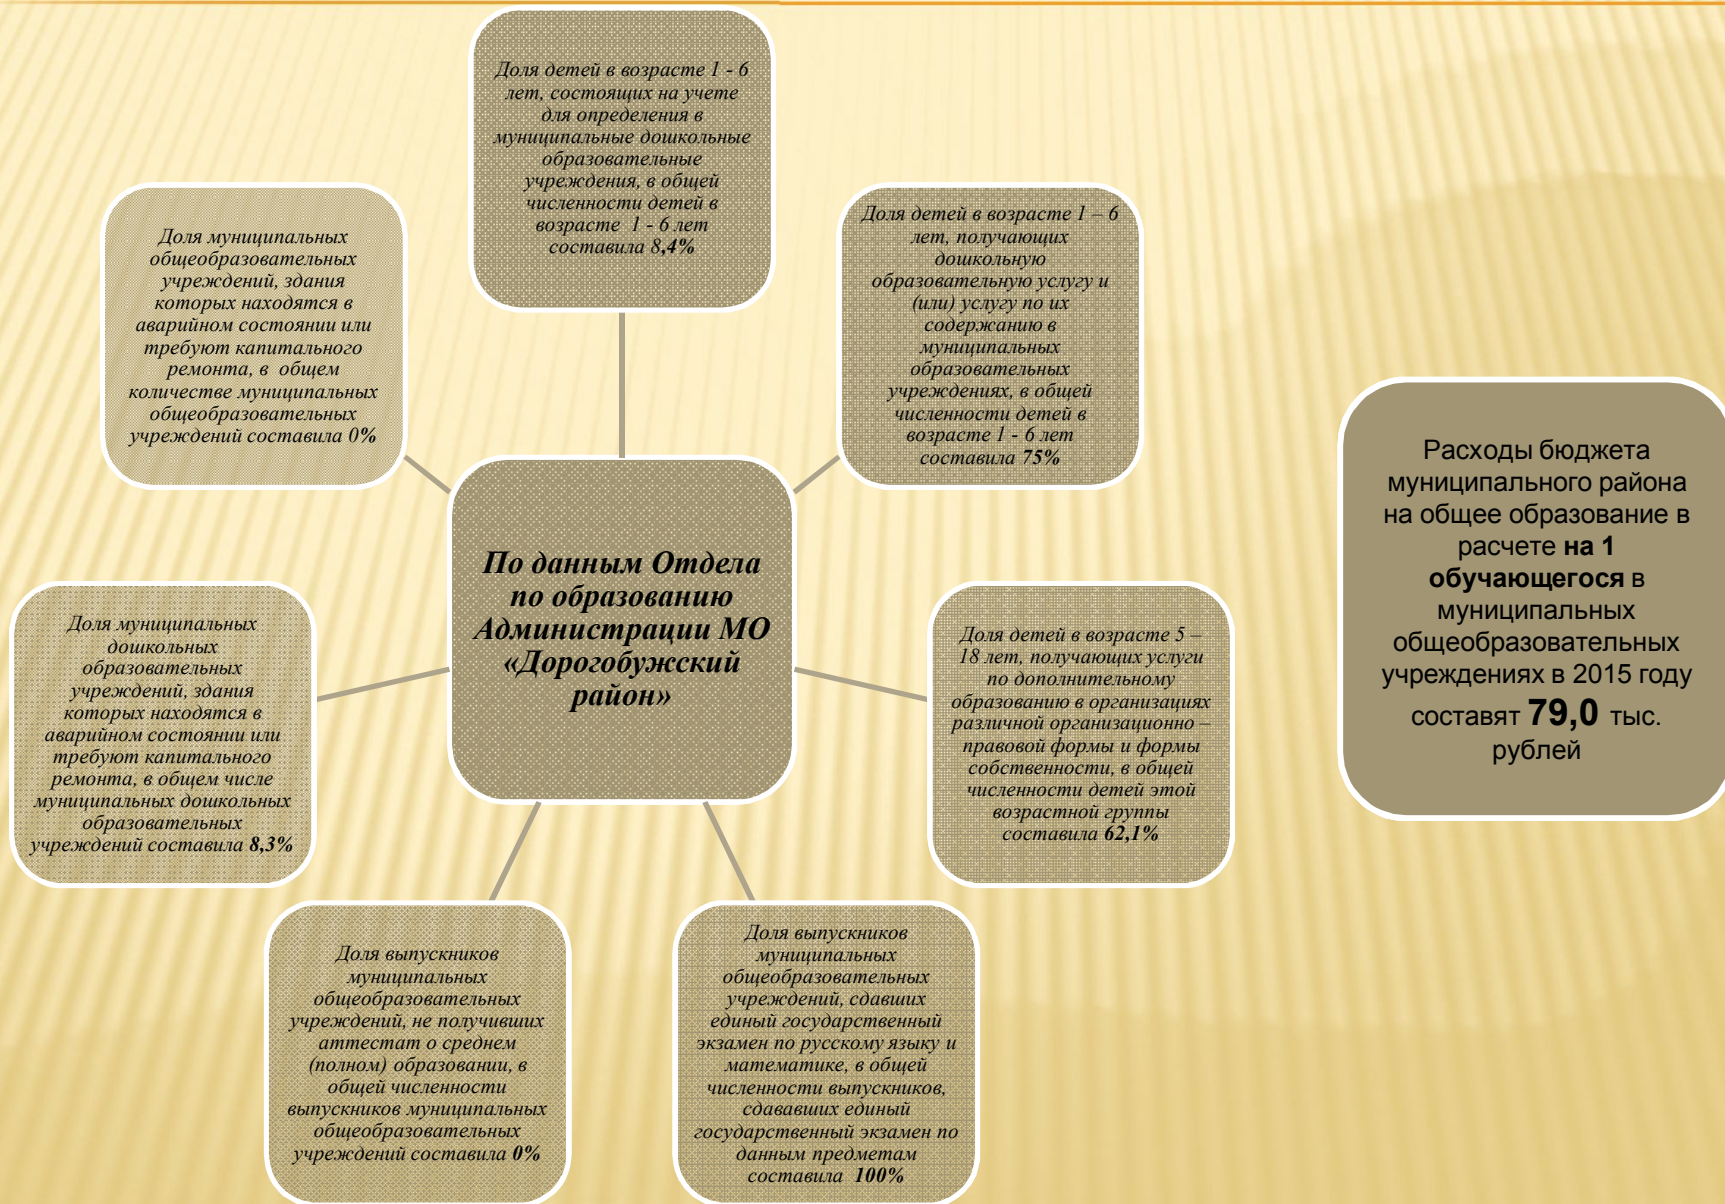 Доля детей в возрасте 1 - 6
лет, состоящих на учете
для определения в
муниципальные дошкольные
образовательные
учреждения, в общей
численности детей в
возрасте 1 - 6 лет
составила 8,4%
Доля детей в возрасте 1 – 6
лет, получающих
дошкольную
образовательную услугу и
(или) услугу по их
содержанию в
муниципальных
образовательных
учреждениях, в общей
численности детей в
возрасте 1 - 6 лет
составила 75%
Доля детей в возрасте 5 –
18 лет, получающих услуги
по дополнительному
образованию в организациях
различной организационно –
правовой формы и формы
собственности, в общей
численности детей этой
возрастной группы
составила 62,1%
Доля выпускников
муниципальных
общеобразовательных
учреждений, сдавших
единый государственный
экзамен по русскому языку и
математике, в общей
численности выпускников,
сдававших единый
государственный экзамен по
данным предметам
составила 100%
Доля выпускников
муниципальных
общеобразовательных
учреждений, не получивших
аттестат о среднем
(полном) образовании, в
общей численности
выпускников муниципальных
общеобразовательных
учреждений составила 0%
Доля муниципальных
дошкольных
образовательных
учреждений, здания
которых находятся в
аварийном состоянии или
требуют капитального
ремонта, в общем числе
муниципальных дошкольных
образовательных
учреждений составила 8,3%
Доля муниципальных
общеобразовательных
учреждений, здания
которых находятся в
аварийном состоянии или
требуют капитального
ремонта, в общем
количестве муниципальных
общеобразовательных
учреждений составила 0%
По данным Отдела
по образованию
Администрации МО
«Дорогобужский
район»
Расходы бюджета
муниципального района
на общее образование в
расчете на 1
обучающегося в
муниципальных
общеобразовательных
учреждениях в 2015 году
составят 79,0 тыс.
рублей